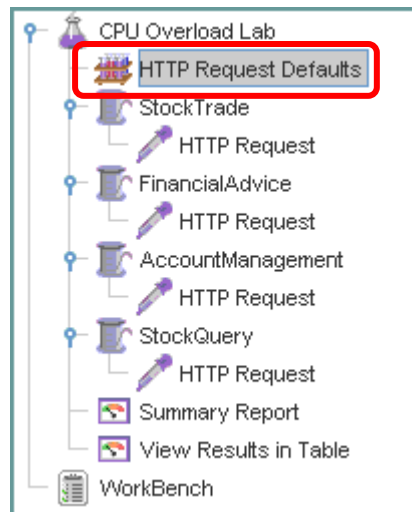 CPU Overload Lab
HTTP Request Defaults
StockTrade
HTTP Request
FinancialAdvice
HTTP Request
AccountManagement
HTTP Request
StockQuery
HTTP Request
Summary Report
View Results in Table
WorkBench